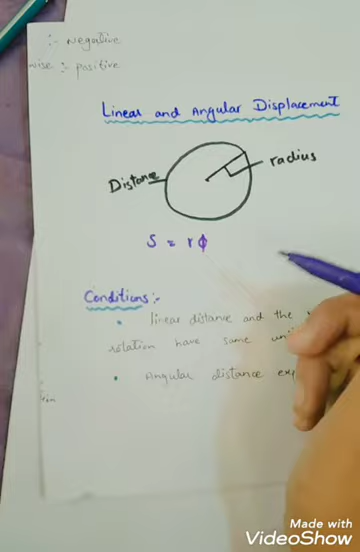 :- Negative
wise :- positive
Linear and Angular Displacement
radius
Distance
S = rϕ
Conditions :-
• linear distance and the
rotation have same
• Angular distance
Made with
VideoShow